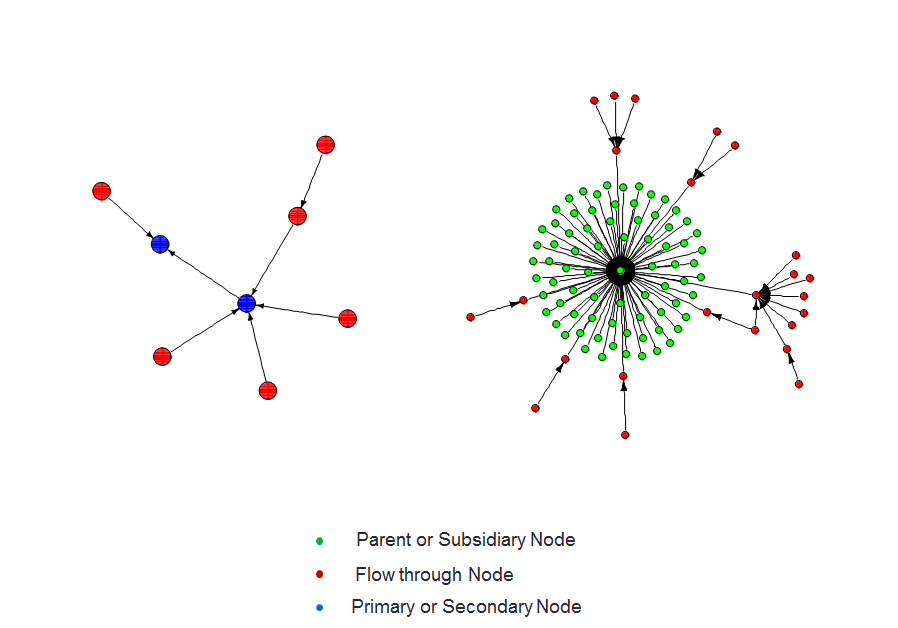 Parent or Subsidiary Node
Flow through Node
Primary or Secondary Node